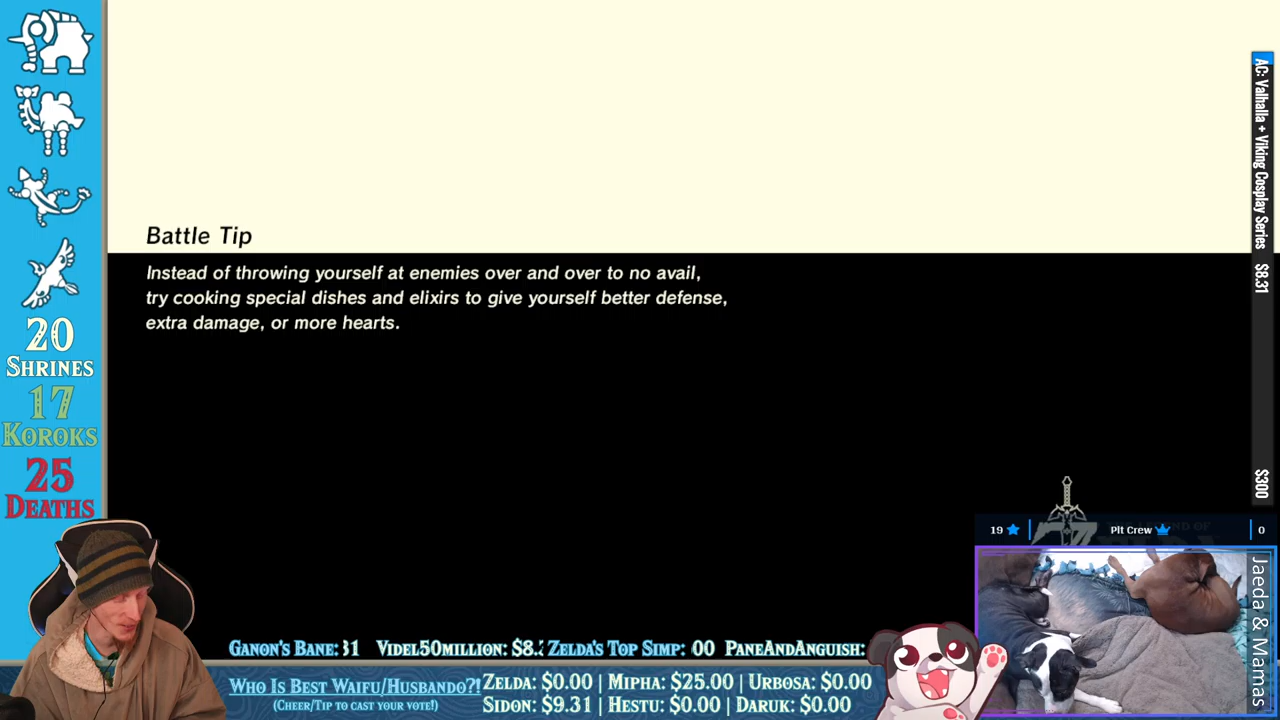 20
SHRINES
17
KOROKS
25
DEATHS
Battle Tip
Instead of throwing yourself at enemies over and over to no avail,
try cooking special dishes and elixirs to give yourself better defense,
extra damage, or more hearts.
AC: Valhalla + Viking Cosplay Series $8.31
$300
19
Pit Crew
0
Jaeda & Mamas
GANON'S BANE: 31 VIDEL50MILLION: $8. ZELDA'S TOP SIMP: 00 PANEANDANGUISH:
WHO IS BEST WAIFU/HUSBANDO?!
(CHEER/TIP TO CAST YOUR VOTE!)
ZELDA: $0.00 | MIPHA: $25.00 | URBOSA: $0.00
SIDON: $9.31 | HESTU: $0.00 | DARUK: $0.00